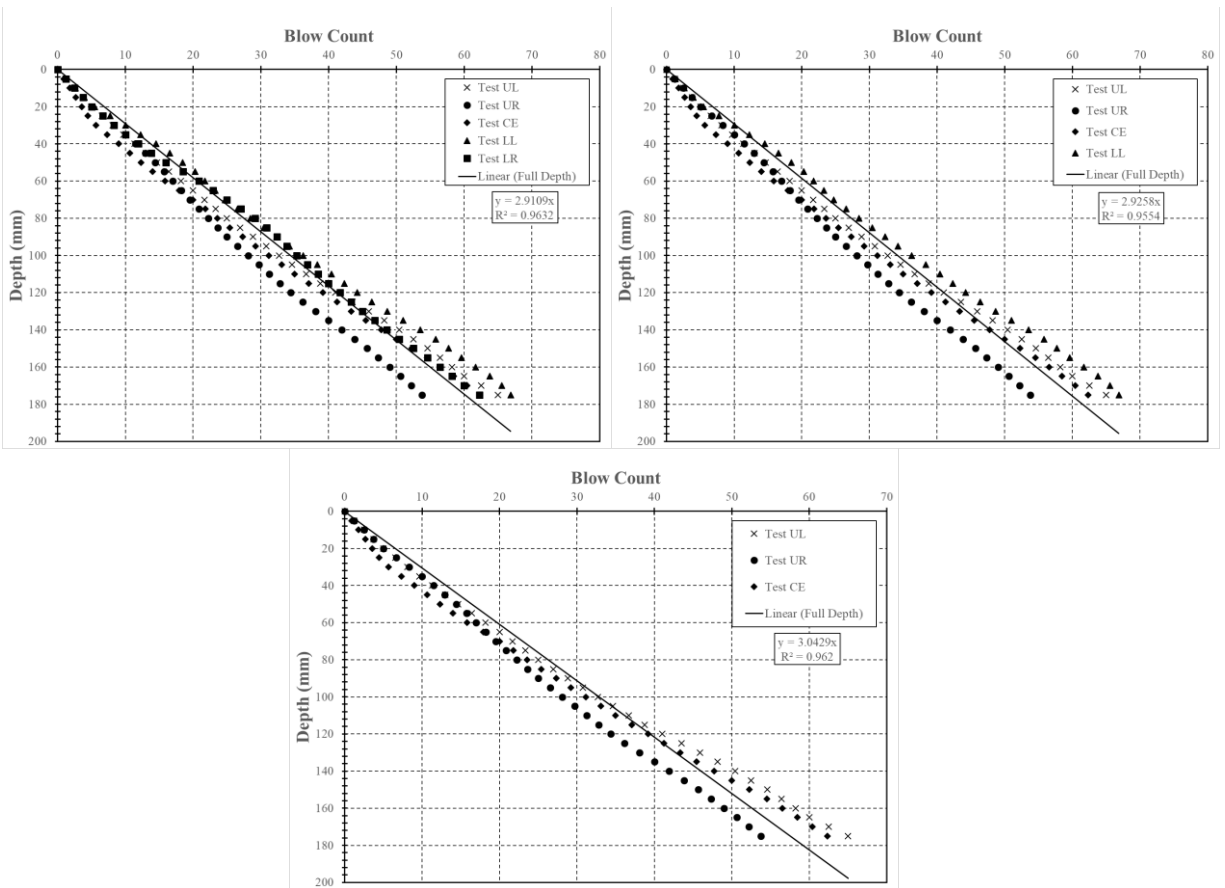 Blow Count
0 10 20 30 40 50 60 70 80
0
20
40
60
80
100
120
140
160
180
200
Depth (mm)
Test UL
Test UR
Test CE
Test LL
Test LR
Linear (Full Depth)
y = 2.9109x
R² = 0.9632
Blow Count
0 10 20 30 40 50 60 70 80
0
20
40
60
80
100
120
140
160
180
200
Depth (mm)
Test UL
Test UR
Test CE
Test LL
Linear (Full Depth)
y = 2.9258x
R² = 0.9554
Blow Count
0 10 20 30 40 50 60 70
0
20
40
60
80
100
120
140
160
180
200
Depth (mm)
Test UL
Test UR
Test CE
Linear (Full Depth)
y = 3.0429x
R² = 0.962